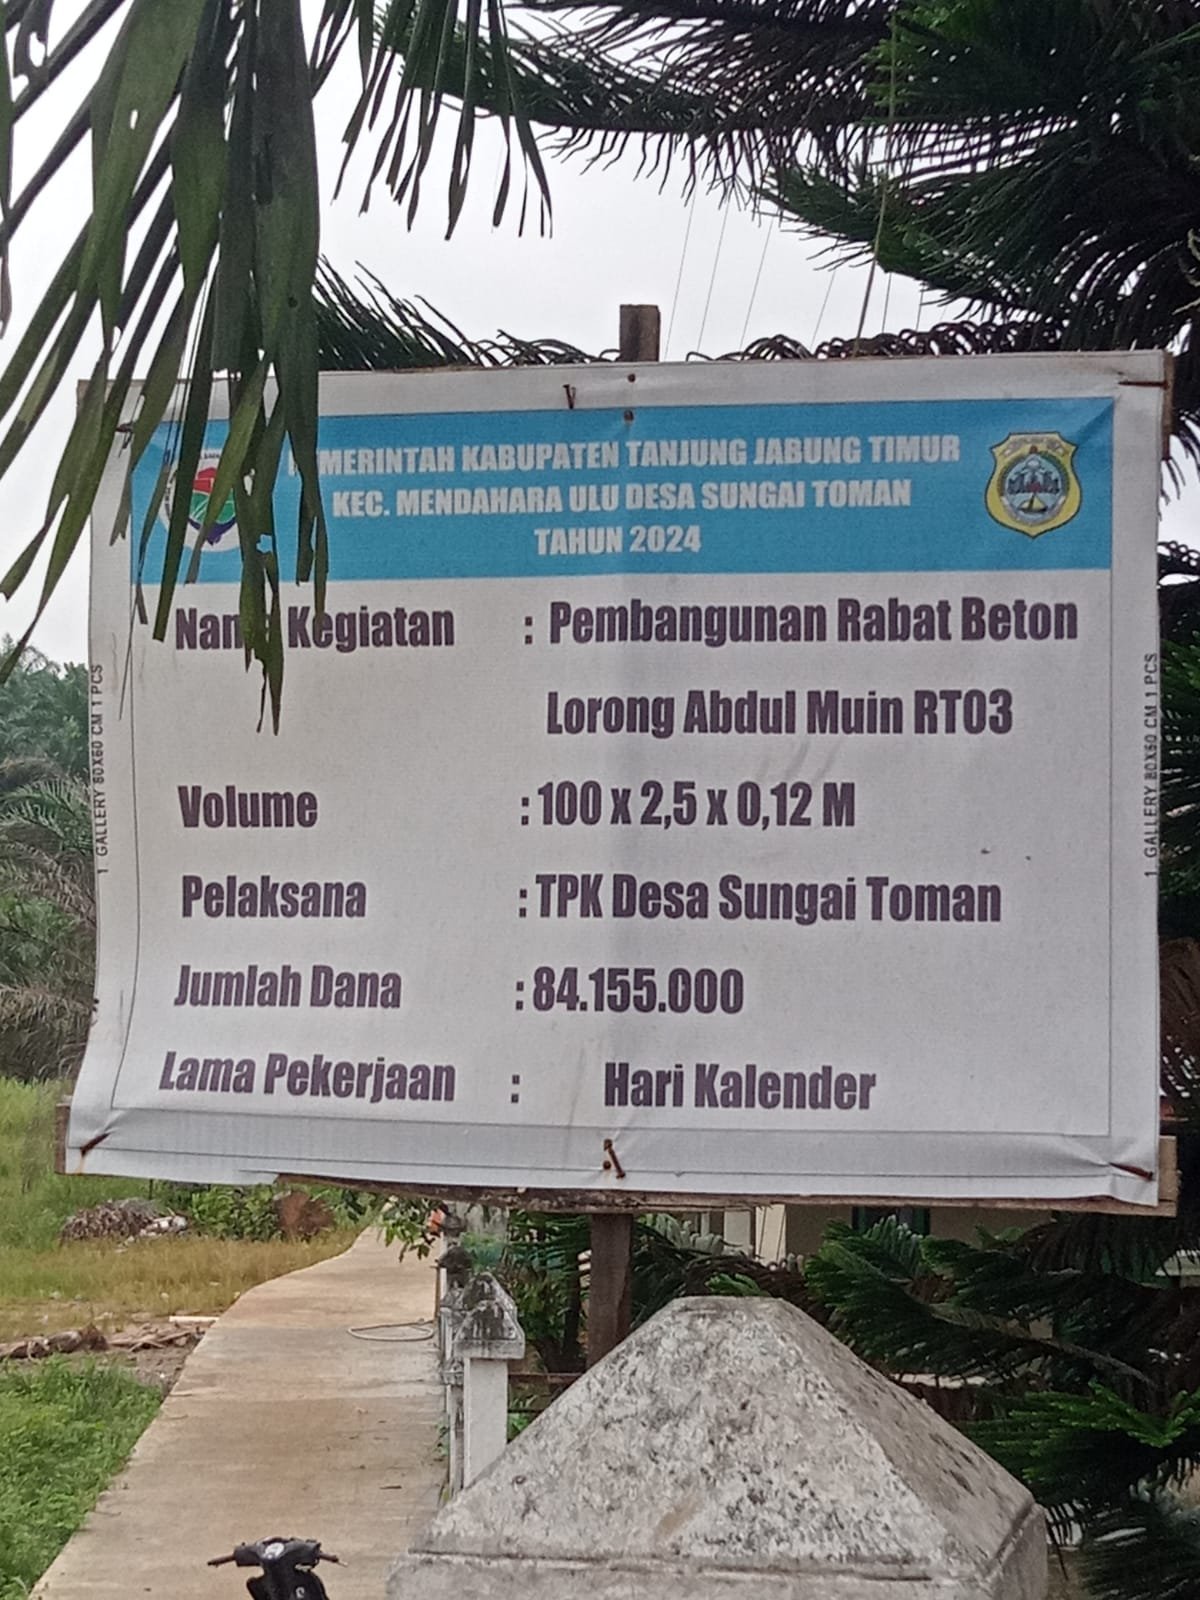 PEMERINTAH KABUPATEN TANJUNG JABUNG TIMUR
KEC. MENDAHARA ULU DESA SUNGAI TOMAN
TAHUN 2024
Nama Kegiatan : Pembangunan Rabat Beton
Lorong Abdul Muin RT03
Volume : 100 x 2,5 x 0,12 M
Pelaksana : TPK Desa Sungai Toman
Jumlah Dana : 84.155.000
Lama Pekerjaan : Hari Kalender
1. GALLERY 80X60 CM 1 PCS
1. GALLERY 80X60 CM 1 PCS